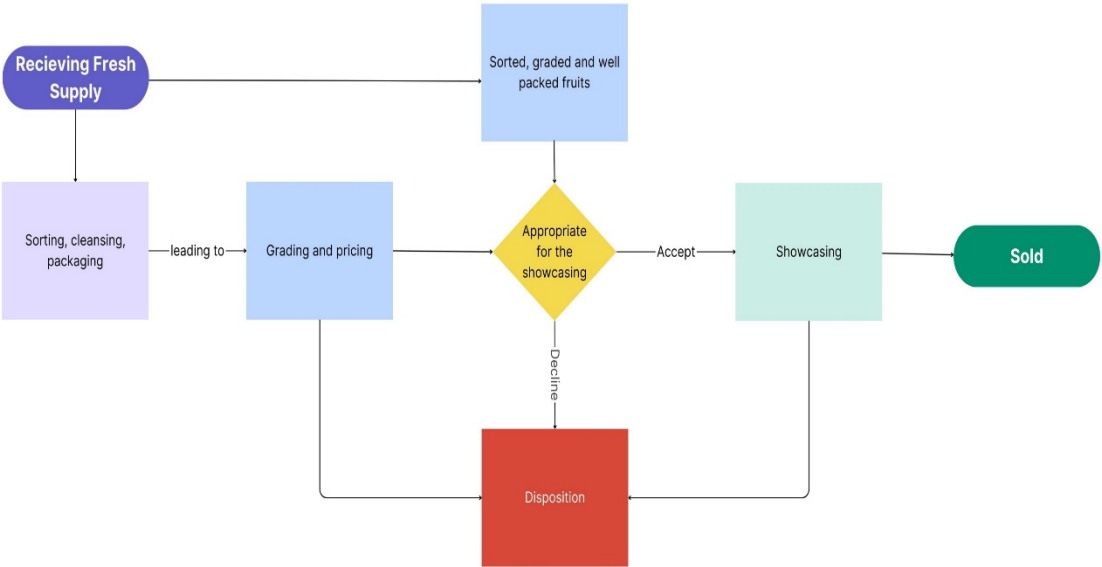 Recieving Fresh
Supply
Sorted, graded and well
packed fruits
Sorting, cleansing,
packaging
leading to
Grading and pricing
Appropriate
for the
showcasing
Accept
Showcasing
Sold
Decline
Disposition